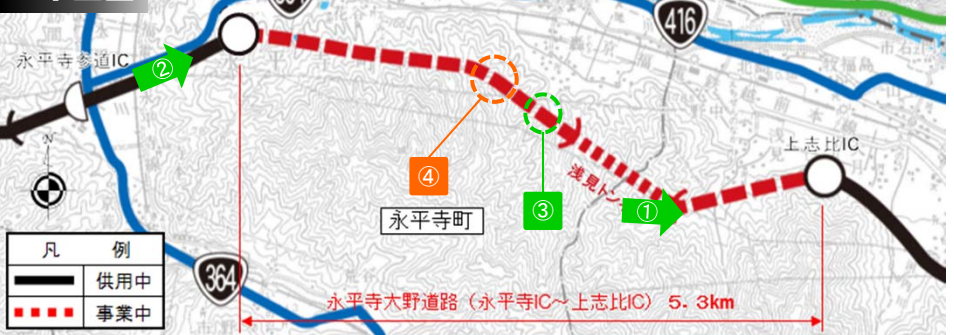 416
永平寺参道IC
②
上志比IC
④
③
浅見トン
①
永平寺町
凡 例
供用中
事業中
364
永平寺大野道路（永平寺IC～上志比IC） 5.3km